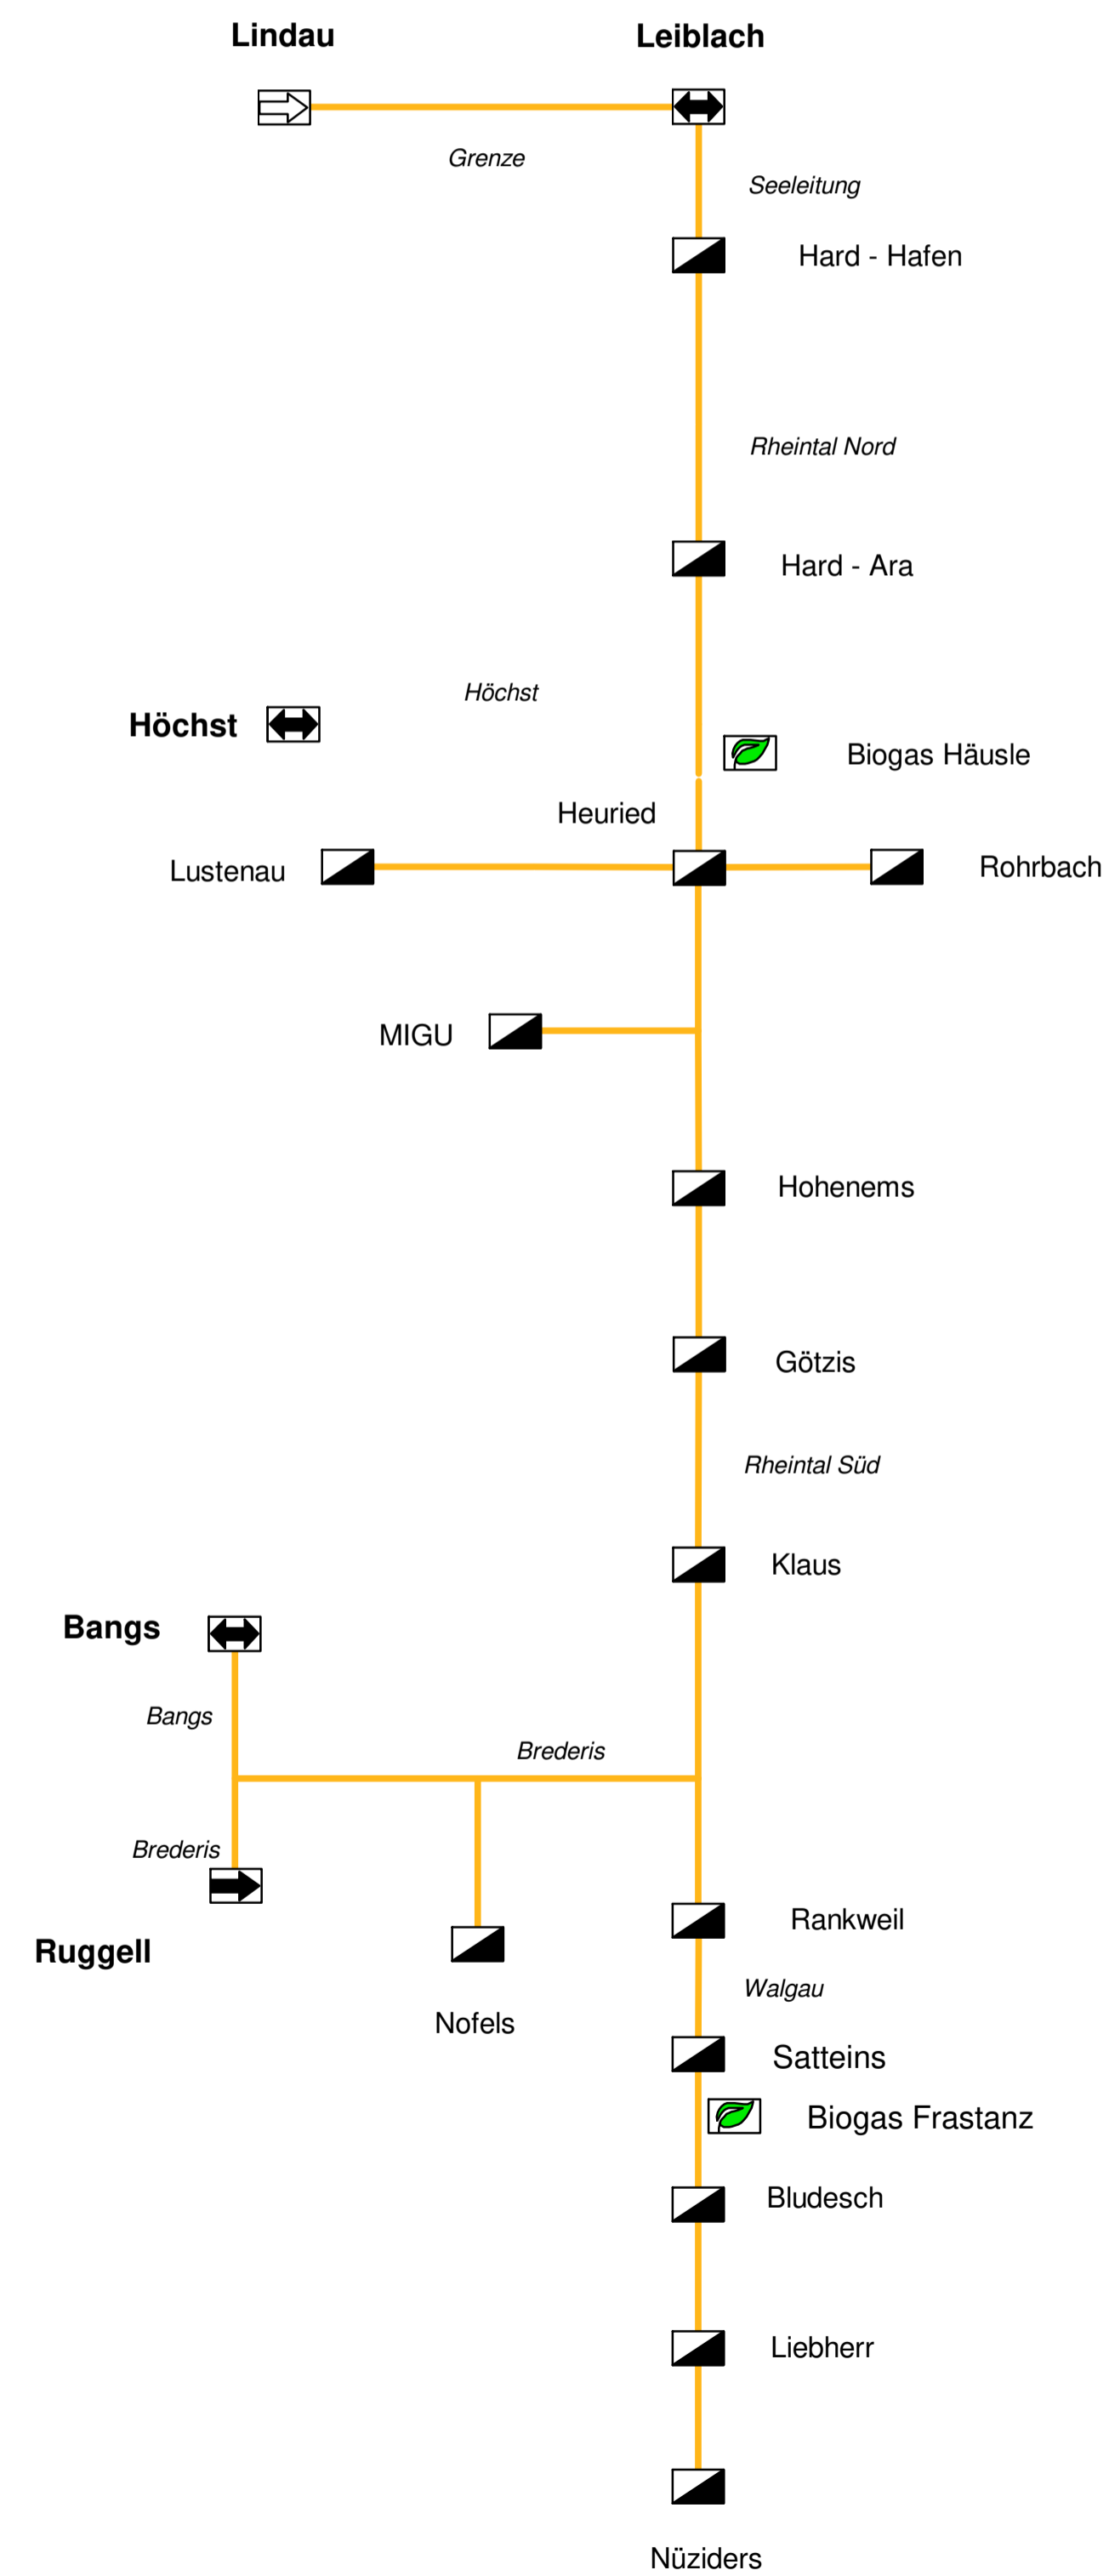 Lindau
Leiblach
Grenze
Seeleitung
Hard - Hafen
Rheintal Nord
Hard - Ara
Höchst
Höchst
Biogas Häusle
Heuried
Lustenau
Rohrbach
MIGU
Hohenems
Götzis
Rheintal Süd
Klaus
Bangs
Bangs
Brederis
Brederis
Rankweil
Ruggell
Walgau
Nofels
Satteins
Biogas Frastanz
Bludesch
Liebherr
Nüziders